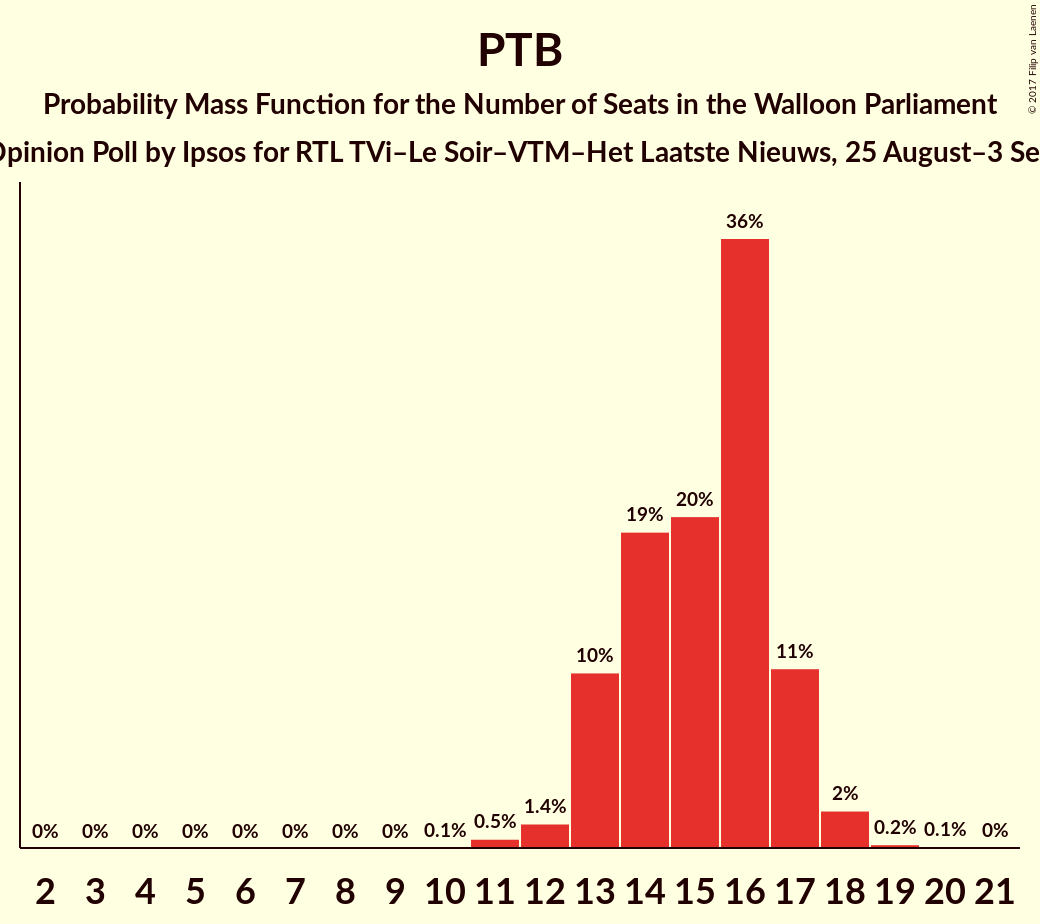 PTB
Probability Mass Function for the Number of Seats in the Walloon Parliament
Opinion Poll by Ipsos for RTL TVi–Le Soir–VTM–Het Laatste Nieuws, 25 August–3 Se
© 2017 Filip van Laenen
36%
20%
19%
11%
10%
2%
1.4%
0.5%
0% 0% 0% 0% 0% 0% 0% 0% 0.1% 0.2% 0.1% 0%
2 3 4 5 6 7 8 9 10 11 12 13 14 15 16 17 18 19 20 21